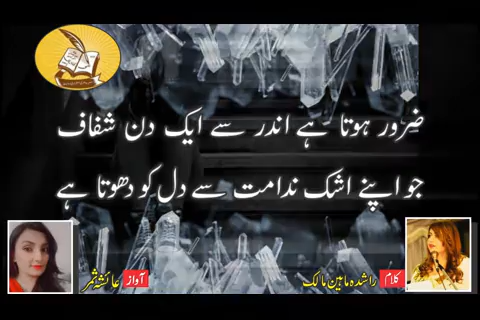 ضرور ہوتا ہے اندر سے ایک دن شفاف
جو اپنے اشک ندامت سے دل کو دھوتا ہے
کلام راشدہ ماہین مالک
آواز عائشہ ثمر